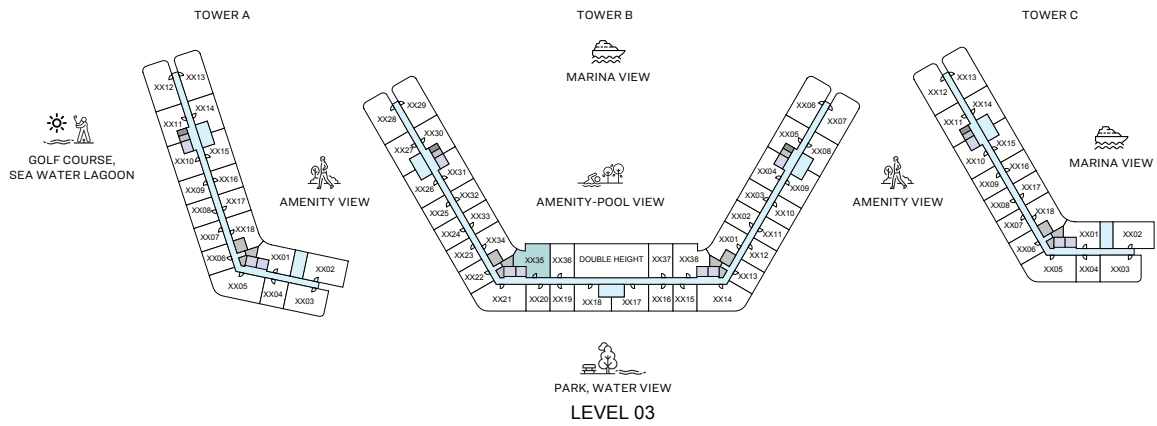 TOWER A
TOWER B
TOWER C
MARINA VIEW
GOLF COURSE,
SEA WATER LAGOON
AMENITY VIEW
AMENITY-POOL VIEW
AMENITY VIEW
MARINA VIEW
XX13
XX12
XX14
XX11
XX15
XX10
XX16
XX09
XX17
XX08
XX18
XX07
XX06
XX01
XX02
XX05
XX04
XX03
XX29
XX28
XX30
XX27
XX31
XX26
XX32
XX25
XX33
XX24
XX34
XX23
XX22
XX35
XX36
DOUBLE HEIGHT
XX37
XX38
XX21
XX20
XX19
XX18
XX17
XX16
XX15
XX14
XX06
XX07
XX05
XX08
XX04
XX09
XX03
XX10
XX02
XX11
XX01
XX12
XX13
XX13
XX12
XX14
XX11
XX15
XX10
XX16
XX09
XX17
XX08
XX18
XX07
XX01
XX02
XX06
XX05
XX04
XX03
PARK, WATER VIEW
LEVEL 03